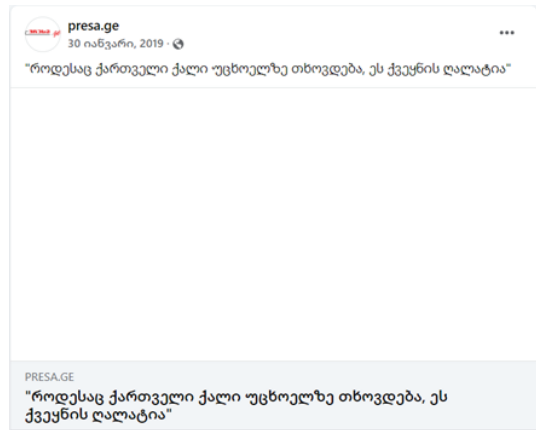 presa.ge
30 იანვარი, 2019
"როდესაც ქართველი ქალი უცხოელზე თხოვდება, ეს ქვეყნის ღალატია"
PRESA.GE
"როდესაც ქართველი ქალი უცხოელზე თხოვდება, ეს
ქვეყნის ღალატია"